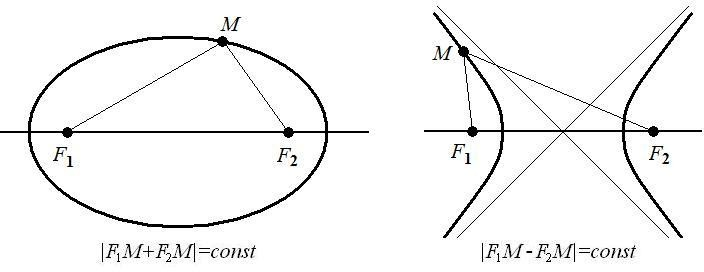 M
F₁
F₂
|F₁M+F₂M|=const
M
F₁
F₂
|F₁M-F₂M|=const